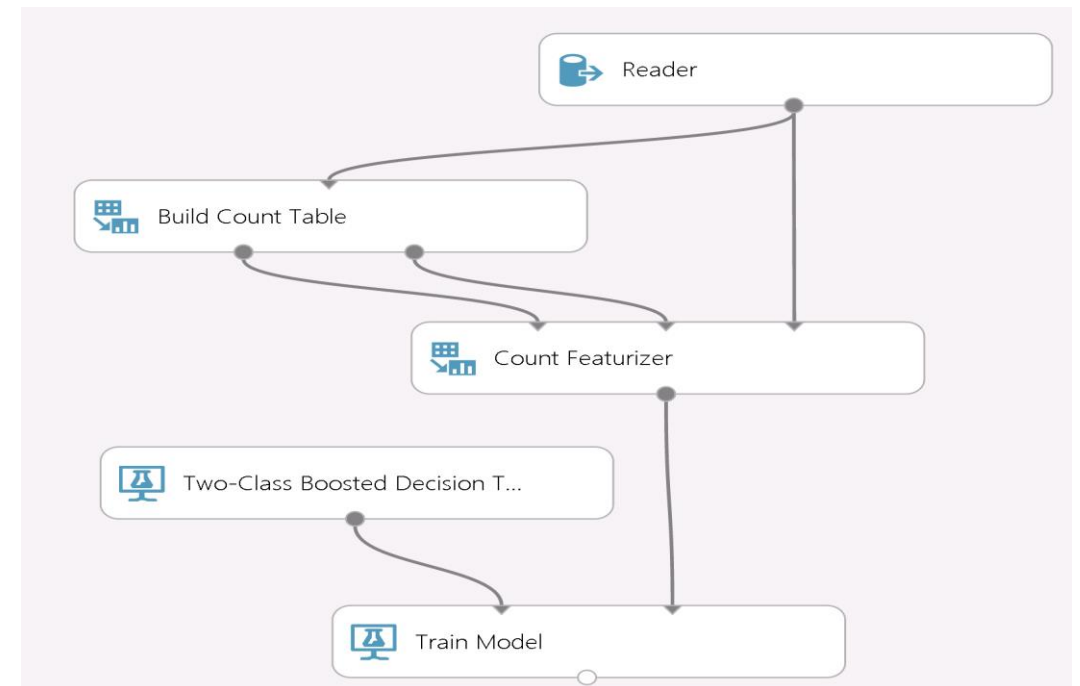 Reader
Build Count Table
Count Featurizer
Two-Class Boosted Decision T...
Train Model